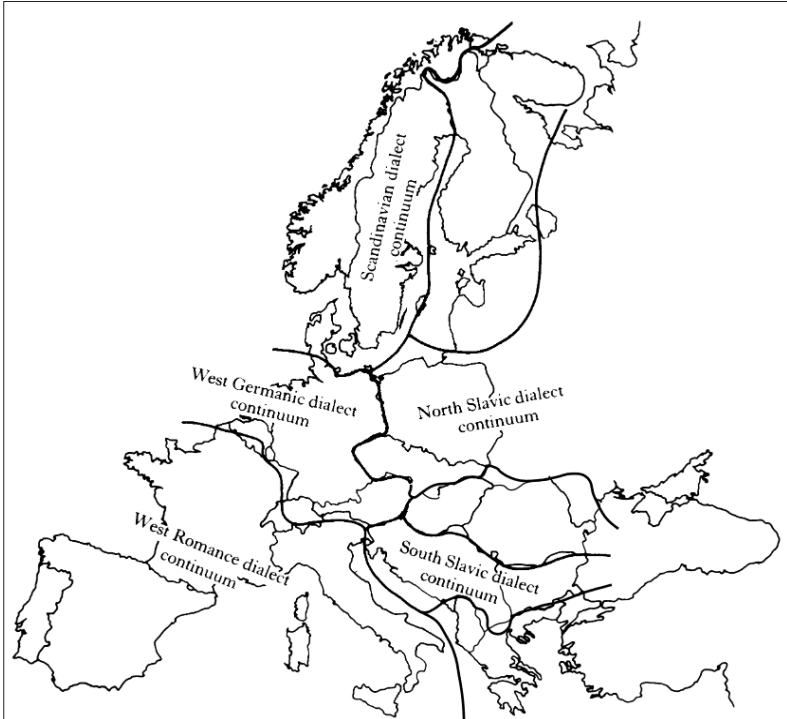 Scandinavian dialect
continuum
West Germanic dialect
continuum
North Slavic dialect
continuum
West Romance dialect
continuum
South Slavic dialect
continuum